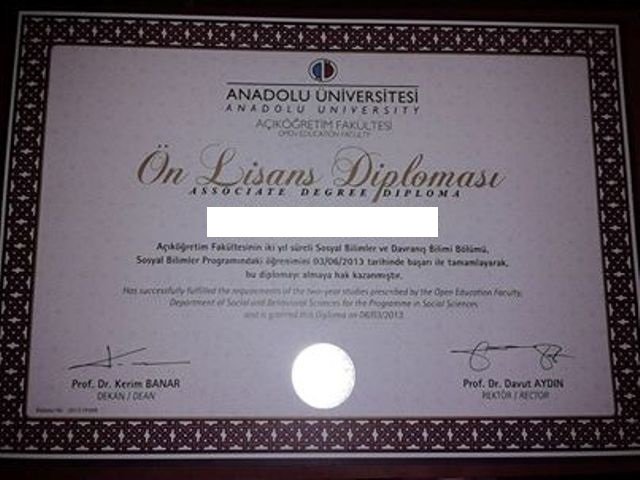 ANADOLU ÜNİVERSİTESİ
ANADOLU UNIVERSITY
AÇIKÖĞRETİM FAKÜLTESİ
OPEN EDUCATION FACULTY
Ön Lisans Diploması
ASSOCIATE DEGREE DIPLOMA
Açıköğretim Fakültesinin iki yıl süreli Sosyal Bilimler ve Davranış Bilimi Bölümü,
Sosyal Bilimler Programındaki öğrenimini 03/06/2013 tarihinde başarı ile tamamlayarak,
bu diplomayı almaya hak kazanmıştır.
Has successfully fulfilled the requirements of the two-year studies prescribed by the Open Education Faculty,
Department of Social and Behavioral Sciences for the Programme in Social Sciences
and is granted this Diploma on 06/03/2013.
Prof. Dr. Kerim BANAR
DEKAN / DEAN
Prof. Dr. Davut AYDIN
REKTÖR / RECTOR